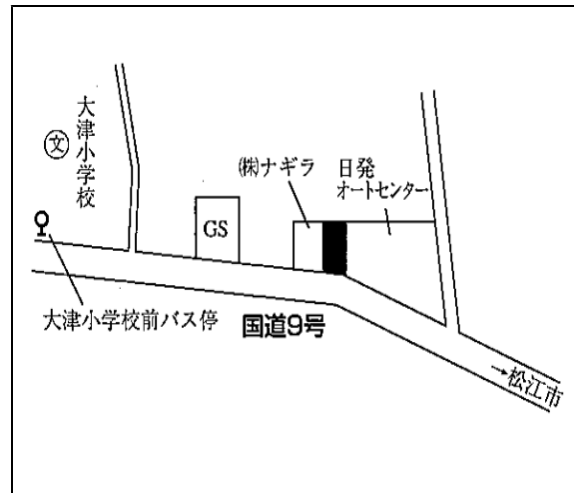 大津小学校
文
㈱ナギラ
日発
オートセンター
GS
大津小学校前バス停
国道9号
→松江市